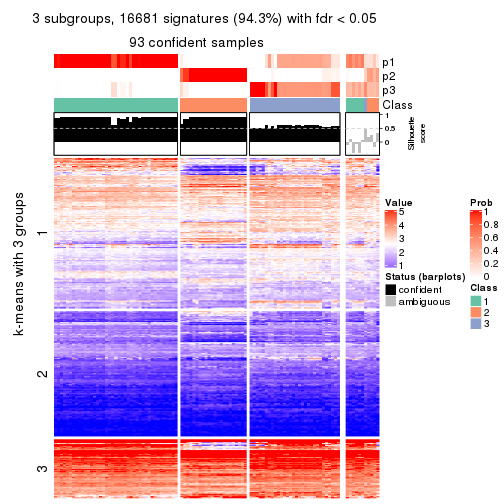 3 subgroups, 16681 signatures (94.3%) with fdr < 0.05
93 confident samples
p1
p2
p3
Class
1
0.5
0
Silhouette
score
k-means with 3 groups
1
2
3
Value
5
4
3
2
1
Status (barplots)
confident
ambiguous
Prob
1
0.8
0.6
0.4
0.2
0
Class
1
2
3